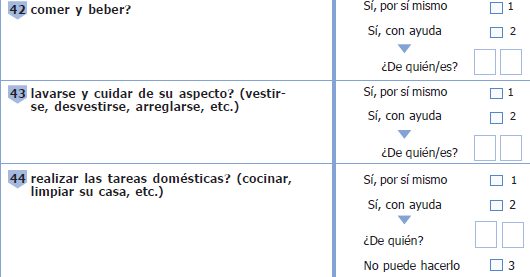 42 comer y beber?
Sí, por sí mismo 1
Sí, con ayuda 2
¿De quién/es?
43 lavarse y cuidar de su aspecto? (vestir-
se, desvestirse, arreglarse, etc.)
Sí, por sí mismo 1
Sí, con ayuda 2
¿De quién/es?
44 realizar las tareas domésticas? (cocinar,
limpiar su casa, etc.)
Sí, por sí mismo 1
Sí, con ayuda 2
¿De quién?
No puede hacerlo 3